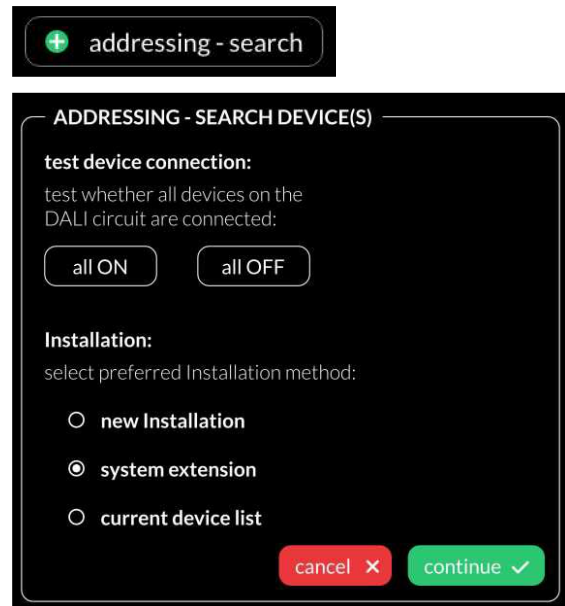 addressing - search
ADDRESSING - SEARCH DEVICE(S)
test device connection:
test whether all devices on the
DALI circuit are connected:
all ON all OFF
Installation:
select preferred Installation method:
new Installation
system extension
current device list
cancel continue